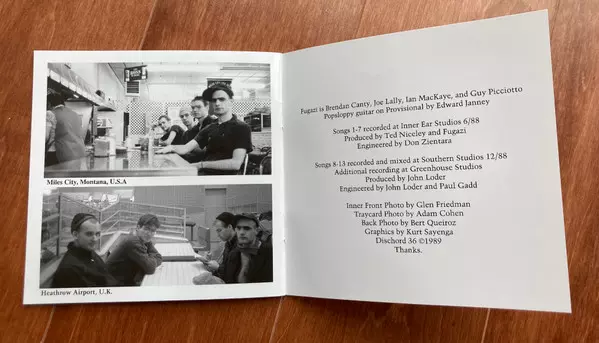 Miles City, Montana, U.S.A
Heathrow Airport, U.K.
Fugazi is Brendan Canty, Joe Lally, Ian MacKaye, and Guy Picciotto
Popsloppy guitar on Provisional by Edward Janney
Songs 1-7 recorded at Inner Ear Studios 6/88
Produced by Ted Niceley and Fugazi
Engineered by Don Zientara
Songs 8-13 recorded and mixed at Southern Studios 12/88
Additional recording at Greenhouse Studios
Produced by John Loder
Engineered by John Loder and Paul Gadd
Inner Front Photo by Glen Friedman
Traycard Photo by Adam Cohen
Back Photo by Bert Queiroz
Graphics by Kurt Sayenga
Dischord 36 ©1989
Thanks.